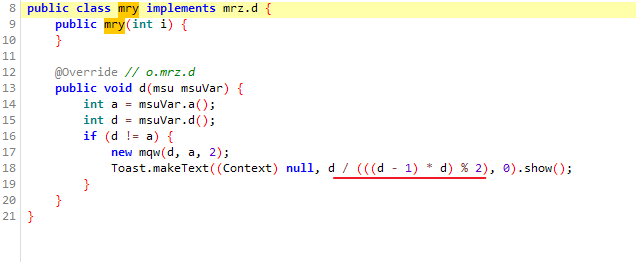 8 public class mry implements mrz.d {
9 public mry(int i) {
10 }
11
12 @Override // o.mrz.d
13 public void d(msu msuVar) {
14 int a = msuVar.a();
15 int d = msuVar.d();
16 if (d != a) {
17 new mqw(d, a, 2);
18 Toast.makeText((Context) null, d / (((d - 1) * d) % 2), 0).show();
19 }
20 }
21 }